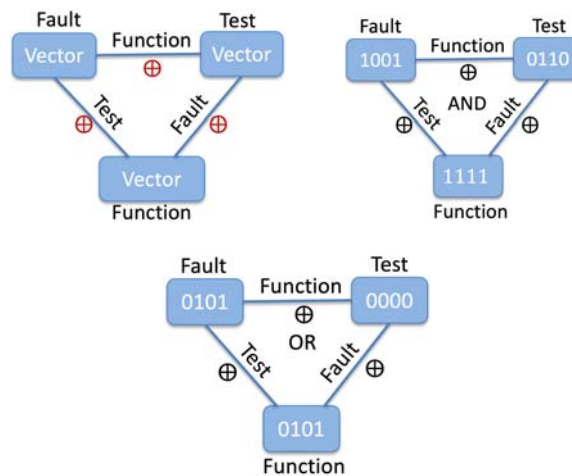 Fault
Test
Vector
Function
Vector
⊕
Test
Fault
⊕
⊕
Vector
Function
Fault
Test
1001
Function
0110
⊕
Test
AND
Fault
⊕
⊕
1111
Function
Fault
Test
0101
Function
0000
⊕
OR
Test
Fault
⊕
⊕
0101
Function